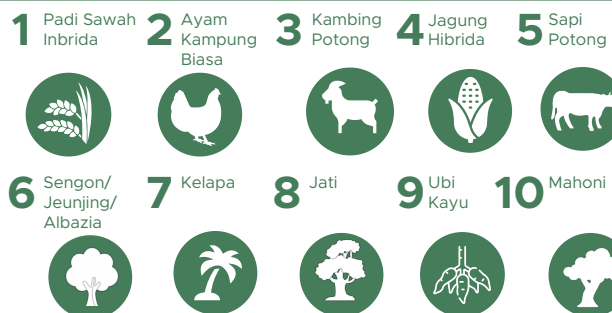 1 Padi Sawah
Inbrida
2 Ayam
Kampung
Biasa
3 Kambing
Potong
4 Jagung
Hibrida
5 Sapi
Potong
6 Sengon/
Jeunjing/
Albazia
7 Kelapa
8 Jati
9 Ubi
Kayu
10 Mahoni